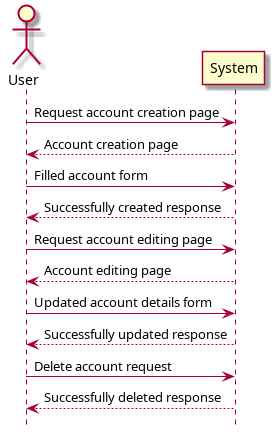 User
System
Request account creation page
Account creation page
Filled account form
Successfully created response
Request account editing page
Account editing page
Updated account details form
Successfully updated response
Delete account request
Successfully deleted response